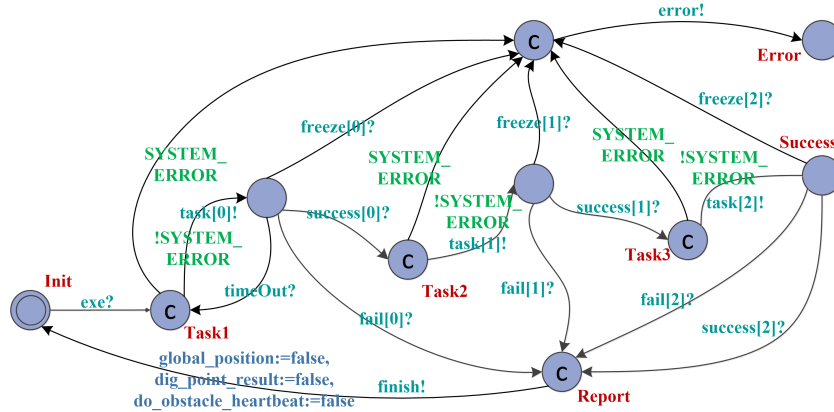 error!
C
Error
freeze[2]?
freeze[0]?
freeze[1]?
SYSTEM_
ERROR
SYSTEM_
ERROR
SYSTEM_
ERROR
!SYSTEM_
ERROR
Success
task[0]!
success[0]?
!SYSTEM_
ERROR
success[1]?
task[2]!
!SYSTEM_
ERROR
task[1]!
C
C
Task3
Init
timeOut?
Task2
fail[1]?
fail[2]?
exe?
C
Task1
fail[0]?
success[2]?
global_position:=false,
dig_point_result:=false,
do_obstacle_heartbeat:=false
finish!
C
Report